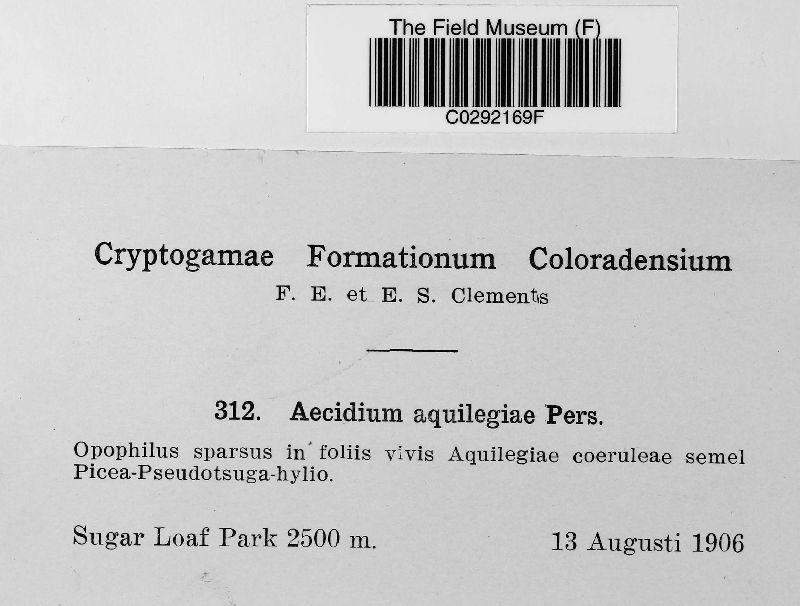 The Field Museum (F)
C0292169F
Cryptogamae Formationum Coloradensium
F. E. et E. S. Clements
312. Aecidium aquilegiae Pers.
Opophilus sparsus in foliis vivis Aquilegiae coeruleae semel
Picea-Pseudotsuga-hylio.
Sugar Loaf Park 2500 m. 13 Augusti 1906